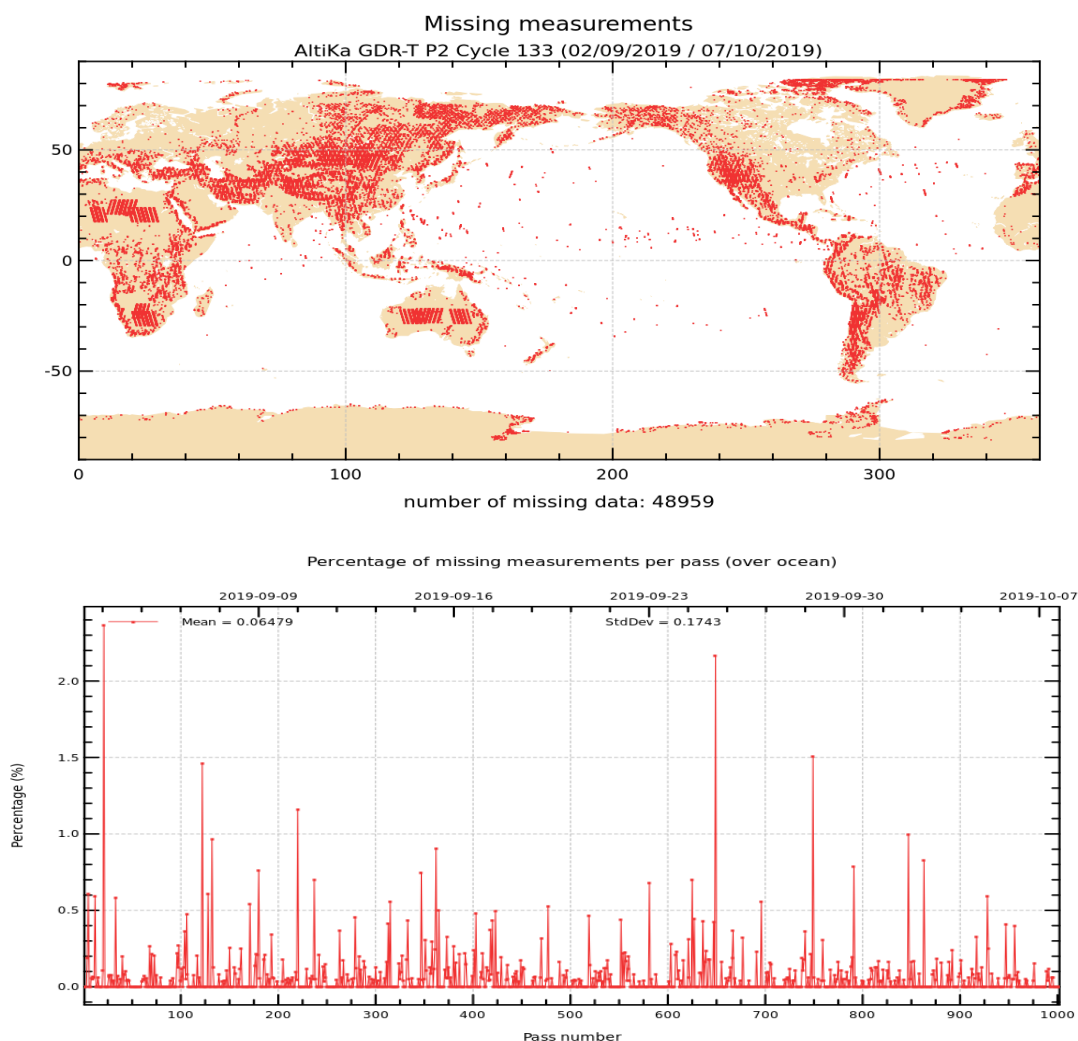 Missing measurements
AltiKa GDR-T P2 Cycle 133 (02/09/2019 / 07/10/2019)
50
0
-50
0 100 200 300
number of missing data: 48959
Percentage of missing measurements per pass (over ocean)
2019-09-09 2019-09-16 2019-09-23 2019-09-30 2019-10-07
Mean = 0.06479 StdDev = 0.1743
2.0
1.5
1.0
0.5
0.0
Percentage (%)
100 200 300 400 500 600 700 800 900 1000
Pass number